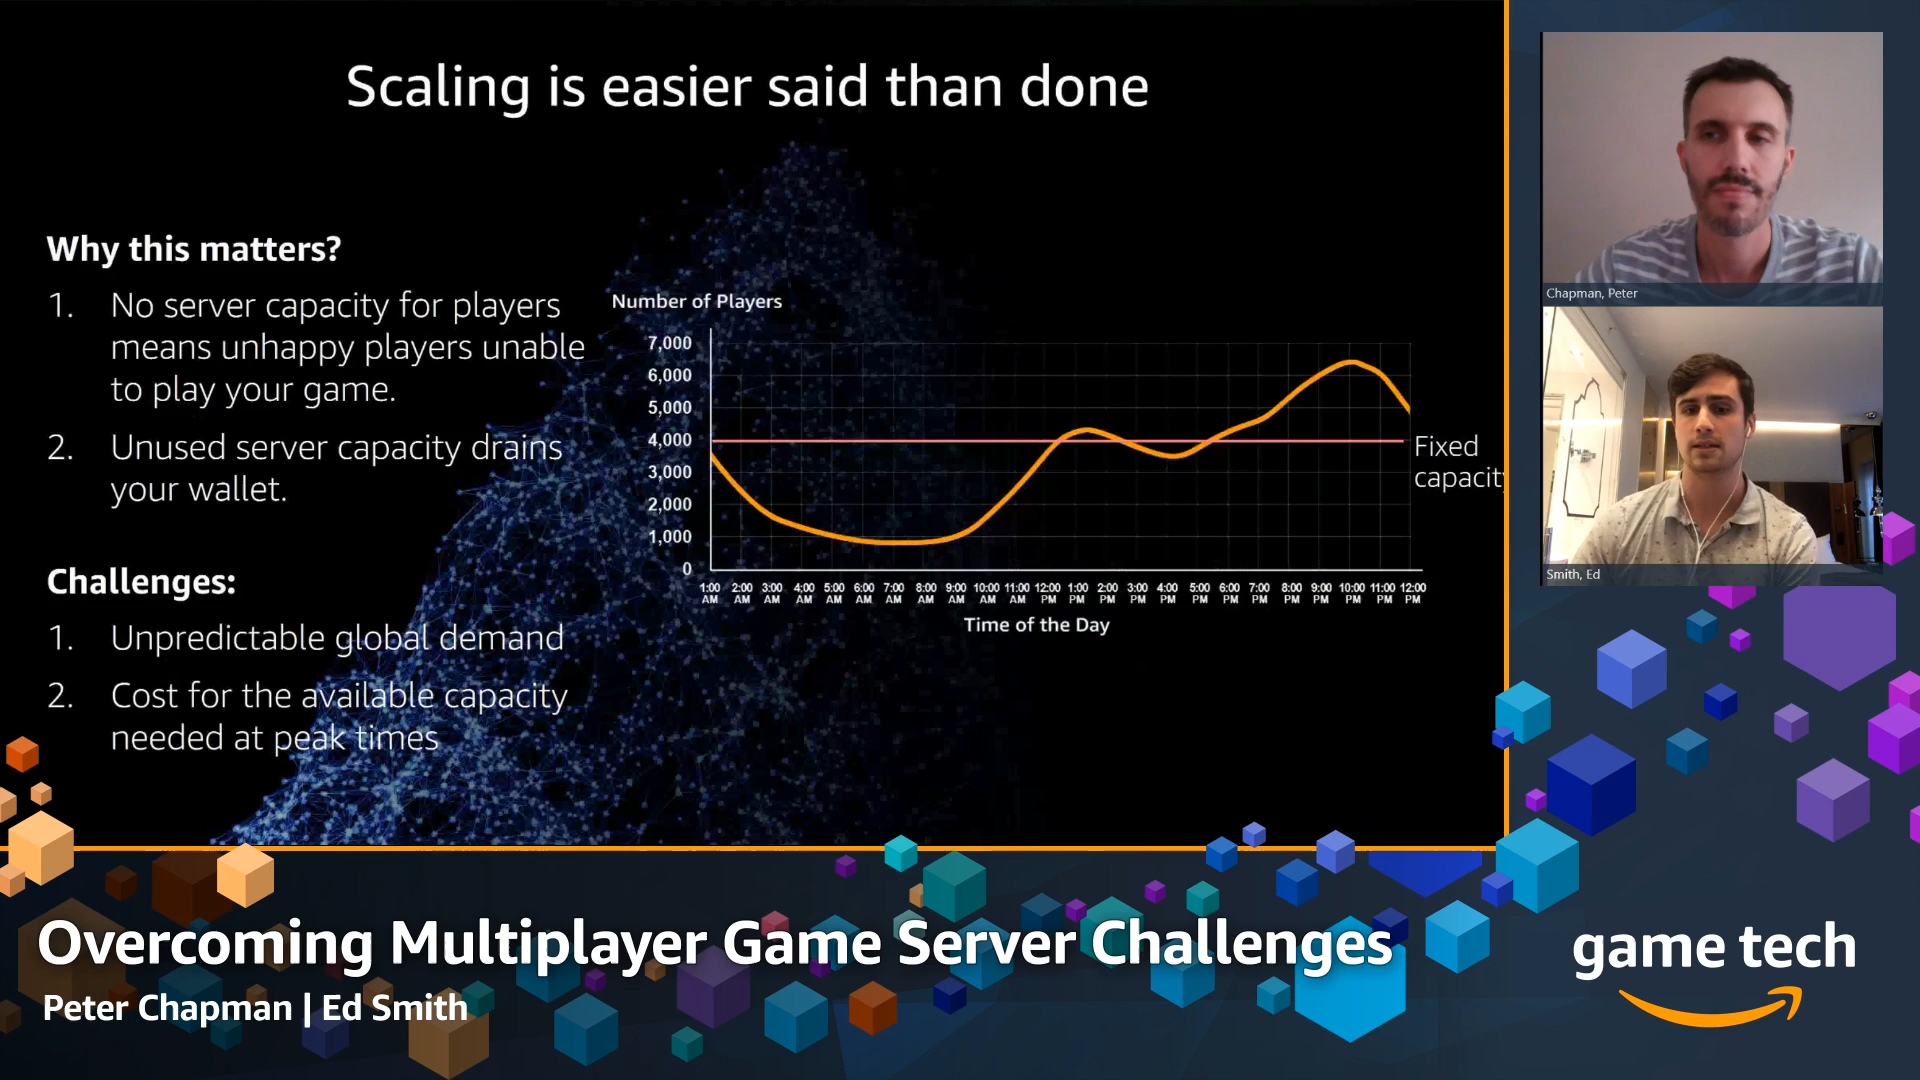 Scaling is easier said than done
Why this matters?
1. No server capacity for players
means unhappy players unable
to play your game.
2. Unused server capacity drains
your wallet.
Challenges:
1. Unpredictable global demand
2. Cost for the available capacity
needed at peak times
Number of Players
7,000
6,000
5,000
4,000
3,000
2,000
1,000
0
1:00 AM 2:00 AM 3:00 AM 4:00 AM 5:00 AM 6:00 AM 7:00 AM 8:00 AM 9:00 AM 10:00 AM 11:00 AM 12:00 PM 1:00 PM 2:00 PM 3:00 PM 4:00 PM 5:00 PM 6:00 PM 7:00 PM 8:00 PM 9:00 PM 10:00 PM 11:00 PM 12:00 PM
Time of the Day
Fixed
capacity
Chapman, Peter
Smith, Ed
Overcoming Multiplayer Game Server Challenges
Peter Chapman | Ed Smith
game tech